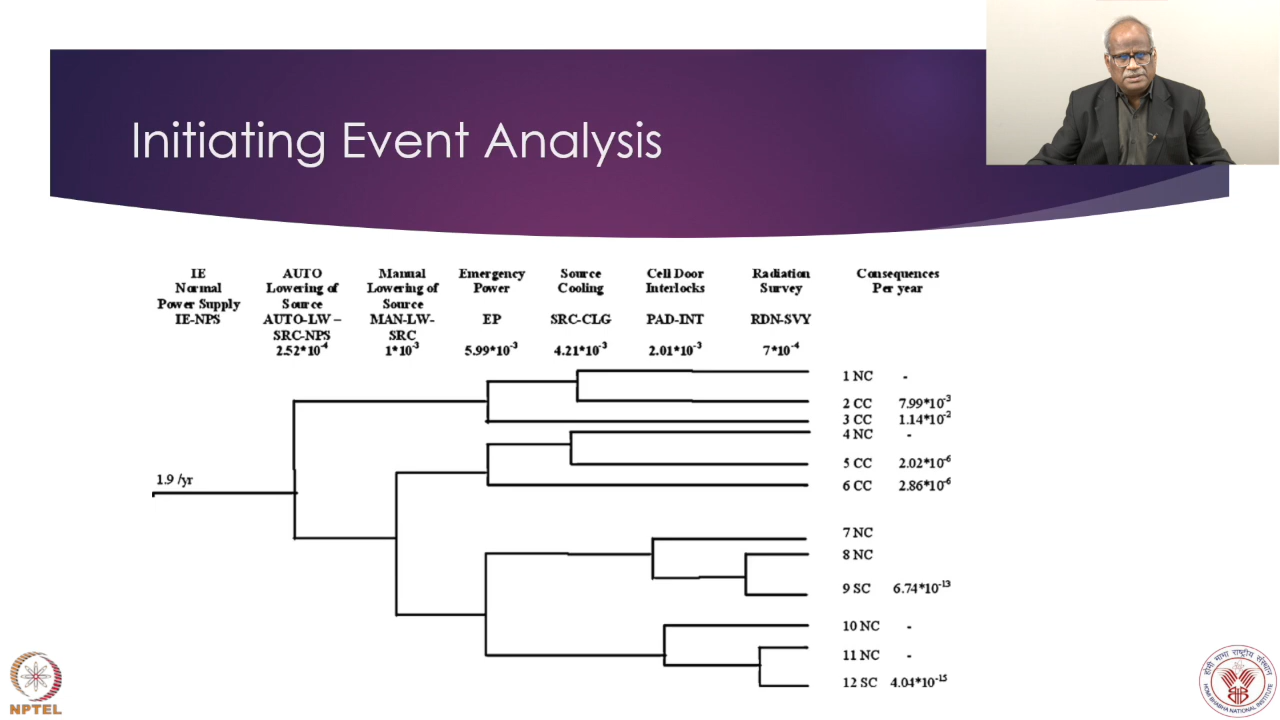 Initiating Event Analysis
IE
Normal
Power Supply
IE-NPS
AUTO
Lowering of
Source
AUTO-LW –
SRC-NPS
2.52*10-4
Manual
Lowering of
Source
MAN-LW-
SRC
1*10-3
Emergency
Power
EP
5.99*10-3
Source
Cooling
SRC-CLG
4.21*10-3
Cell Door
Interlocks
PAD-INT
2.01*10-3
Radiation
Survey
RDN-SVY
7*10-4
Consequences
Per year
1 NC -
2 CC 7.99*10-3
3 CC 1.14*10-2
4 NC -
1.9 /yr
5 CC 2.02*10-6
6 CC 2.86*10-6
7 NC
8 NC
9 SC 6.74*10-13
10 NC -
11 NC -
12 SC 4.04*10-15
NPTEL
होमी भाभा राष्ट्रीय संस्थान
HOMI BHABHA NATIONAL INSTITUTE